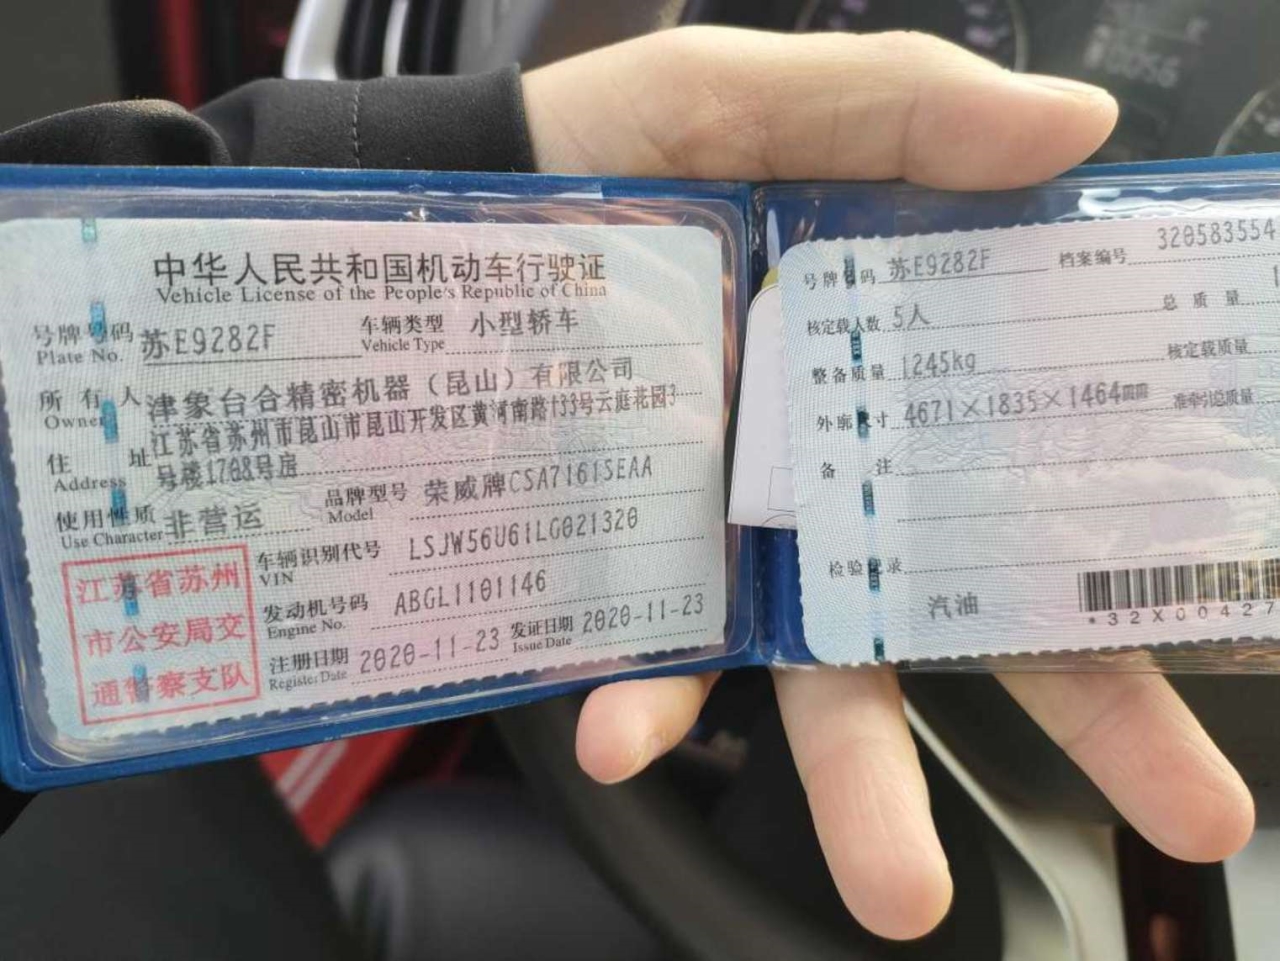 中华人民共和国机动车行驶证
Vehicle License of the People's Republic of China
号牌号码 苏E9282F 车辆类型 小型轿车
Plate No. Vehicle Type
所有人 津象台合精密机器（昆山）有限公司
Owner
住址 江苏省苏州市昆山市昆山开发区黄河南路133号云庭花园3
Address 号楼1708号房
使用性质 非营运 品牌型号 荣威牌CSA7161SEAA
Use Character Model
车辆识别代号 LSJW56U61LG021320
VIN
发动机号码 ABGL1101146
Engine No.
注册日期 2020-11-23 发证日期 2020-11-23
Register Date Issue Date
江苏省苏州
市公安局交
通警察支队
号牌号码 苏E9282F 档案编号 320583554
核定载人数 5人 总质量
整备质量 1245kg 核定载质量
外廓尺寸 4671×1835×1464mm 准牵引总质量
备注
检验记录
汽油
*32X00427